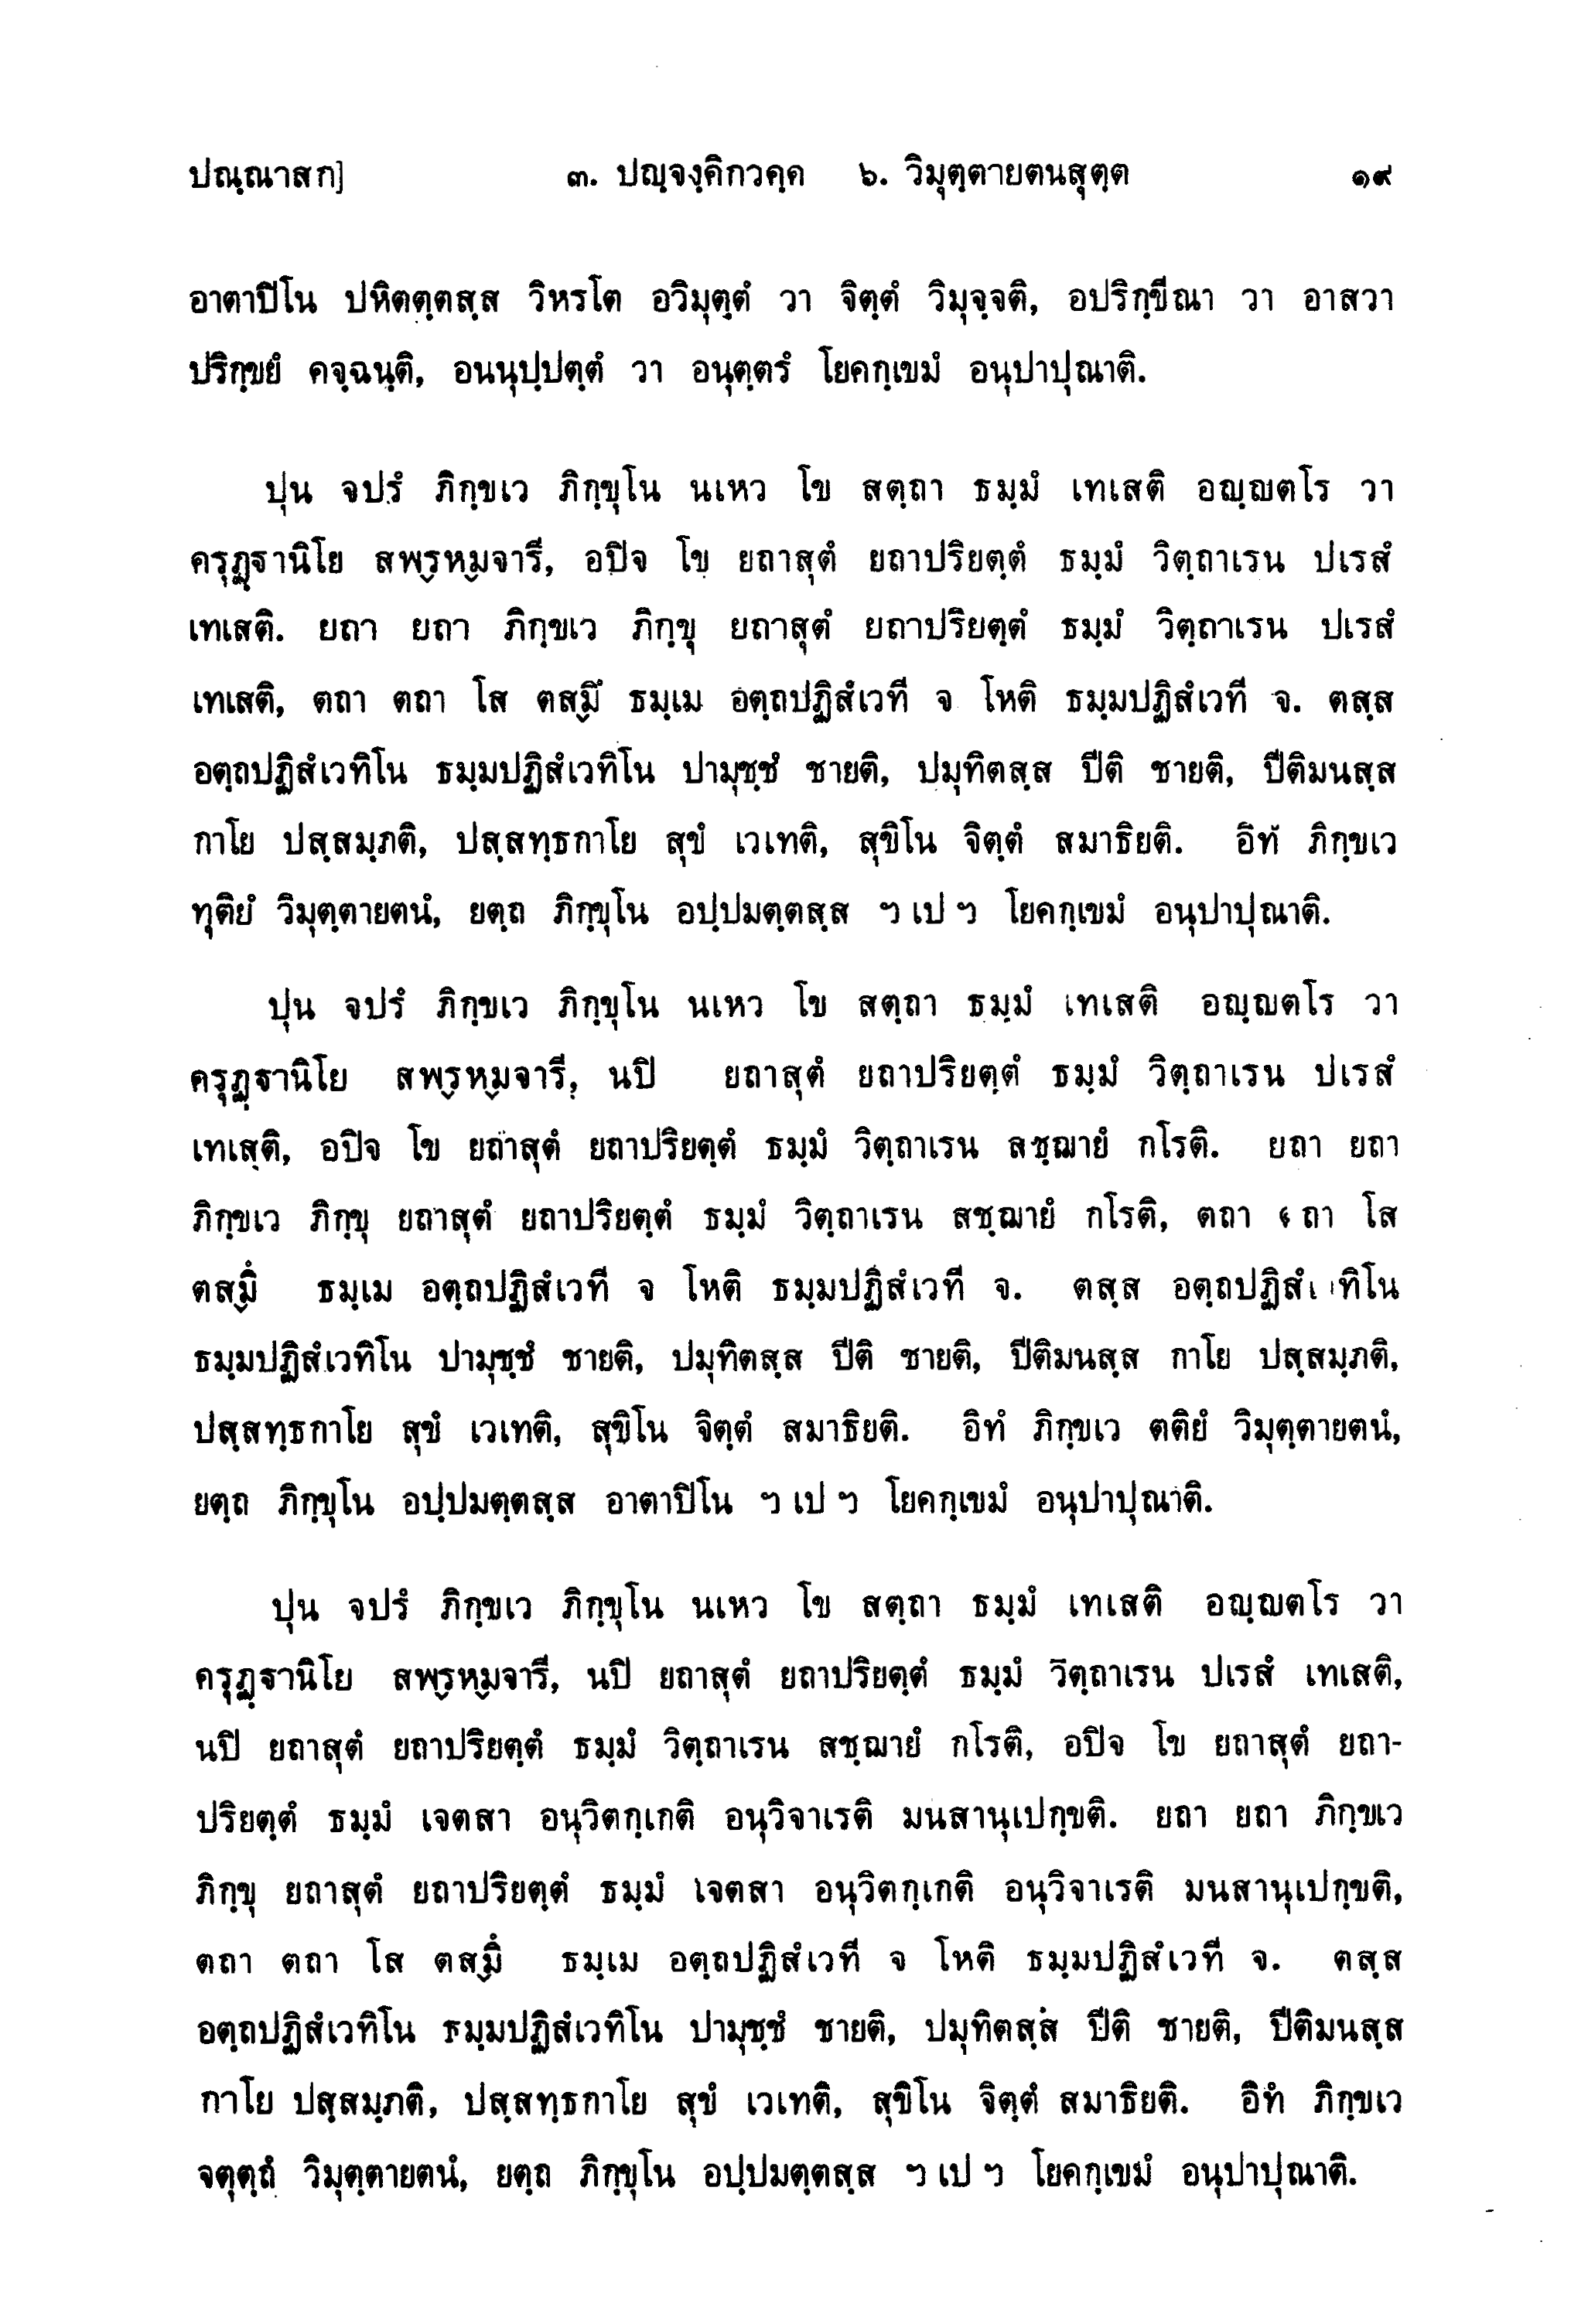 ปณฺณาสก] ๓. ปญฺจงฺคิกวคฺค ๖. วิมุตฺตายตนสุตฺต ๑๙
อาตาปิโน ปหิตตฺตสฺส วิหรโต อวิมุตฺตํ วา จิตฺตํ วิมุจฺจติ, อปริกฺขีณา วา อาสวา
ปริกฺขยํ คจฺฉนฺติ, อนนุปฺปตฺตํ วา อนุตฺตรํ โยคกฺเขมํ อนุปาปุณาติ.
ปุน จปรํ ภิกฺขเว ภิกฺขุโน นเหว โข สตฺถา ธมฺมํ เทเสติ อญฺญตโร วา
ครุฏฺฐานิโย สพฺรหฺมจารี, อปิจ โข ยถาสุตํ ยถาปริยตฺตํ ธมฺมํ วิตฺถาเรน ปเรสํ
เทเสติ. ยถา ยถา ภิกฺขเว ภิกฺขุ ยถาสุตํ ยถาปริยตฺตํ ธมฺมํ วิตฺถาเรน ปเรสํ
เทเสติ, ตถา ตถา โส ตสฺมึ ธมฺเม อตฺถปฏิสํเวที จ โหติ ธมฺมปฏิสํเวที จ. ตสฺส
อตฺถปฏิสํเวทิโน ธมฺมปฏิสํเวทิโน ปามุชฺชํ ชายติ, ปมุทิตสฺส ปีติ ชายติ, ปีติมนสฺส
กาโย ปสฺสมฺภติ, ปสฺสทฺธกาโย สุขํ เวเทติ, สุขิโน จิตฺตํ สมาธิยติ. อิทํ ภิกฺขเว
ทุติยํ วิมุตฺตายตนํ, ยตฺถ ภิกฺขุโน อปฺปมตฺตสฺส ฯ เป ฯ โยคกฺเขมํ อนุปาปุณาติ.
ปุน จปรํ ภิกฺขเว ภิกฺขุโน นเหว โข สตฺถา ธมฺมํ เทเสติ อญฺญตโร วา
ครุฏฺฐานิโย สพฺรหฺมจารี, นปิ ยถาสุตํ ยถาปริยตฺตํ ธมฺมํ วิตฺถาเรน ปเรสํ
เทเสติ, อปิจ โข ยถาสุตํ ยถาปริยตฺตํ ธมฺมํ วิตฺถาเรน สชฺฌายํ กโรติ. ยถา ยถา
ภิกฺขเว ภิกฺขุ ยถาสุตํ ยถาปริยตฺตํ ธมฺมํ วิตฺถาเรน สชฺฌายํ กโรติ, ตถา ตถา โส
ตสฺมึ ธมฺเม อตฺถปฏิสํเวที จ โหติ ธมฺมปฏิสํเวที จ. ตสฺส อตฺถปฏิสํเวทิโน
ธมฺมปฏิสํเวทิโน ปามุชฺชํ ชายติ, ปมุทิตสฺส ปีติ ชายติ, ปีติมนสฺส กาโย ปสฺสมฺภติ,
ปสฺสทฺธกาโย สุขํ เวเทติ, สุขิโน จิตฺตํ สมาธิยติ. อิทํ ภิกฺขเว ตติยํ วิมุตฺตายตนํ,
ยตฺถ ภิกฺขุโน อปฺปมตฺตสฺส อาตาปิโน ฯ เป ฯ โยคกฺเขมํ อนุปาปุณาติ.
ปุน จปรํ ภิกฺขเว ภิกฺขุโน นเหว โข สตฺถา ธมฺมํ เทเสติ อญฺญตโร วา
ครุฏฺฐานิโย สพฺรหฺมจารี, นปิ ยถาสุตํ ยถาปริยตฺตํ ธมฺมํ วิตฺถาเรน ปเรสํ เทเสติ,
นปิ ยถาสุตํ ยถาปริยตฺตํ ธมฺมํ วิตฺถาเรน สชฺฌายํ กโรติ, อปิจ โข ยถาสุตํ ยถา-
ปริยตฺตํ ธมฺมํ เจตสา อนุวิตกฺเกติ อนุวิจาเรติ มนสานุเปกฺขติ. ยถา ยถา ภิกฺขเว
ภิกฺขุ ยถาสุตํ ยถาปริยตฺตํ ธมฺมํ เจตสา อนุวิตกฺเกติ อนุวิจาเรติ มนสานุเปกฺขติ,
ตถา ตถา โส ตสฺมึ ธมฺเม อตฺถปฏิสํเวที จ โหติ ธมฺมปฏิสํเวที จ. ตสฺส
อตฺถปฏิสํเวทิโน ธมฺมปฏิสํเวทิโน ปามุชฺชํ ชายติ, ปมุทิตสฺส ปีติ ชายติ, ปีติมนสฺส
กาโย ปสฺสมฺภติ, ปสฺสทฺธกาโย สุขํ เวเทติ, สุขิโน จิตฺตํ สมาธิยติ. อิทํ ภิกฺขเว
จตุตฺถํ วิมุตฺตายตนํ, ยตฺถ ภิกฺขุโน อปฺปมตฺตสฺส ฯ เป ฯ โยคกฺเขมํ อนุปาปุณาติ.